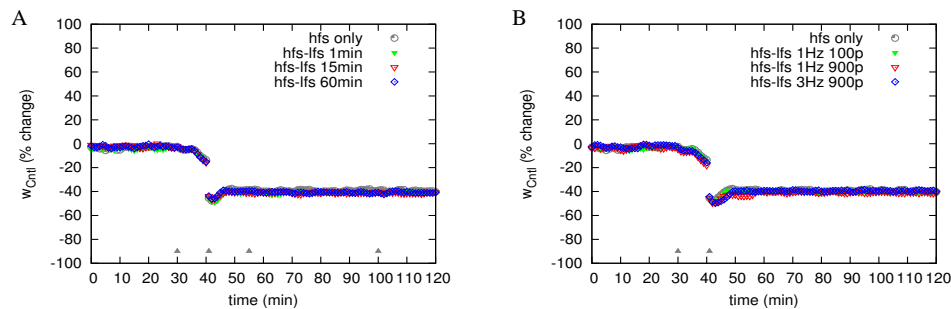 A
100
80
60
40
20
0
-20
-40
-60
-80
-100
w_Cntl (% change)
hfs only
hfs-lfs 1min
hfs-lfs 15min
hfs-lfs 60min
0 10 20 30 40 50 60 70 80 90 100 110 120
time (min)
B
100
80
60
40
20
0
-20
-40
-60
-80
-100
w_Cntl (% change)
hfs only
hfs-lfs 1Hz 100p
hfs-lfs 1Hz 900p
hfs-lfs 3Hz 900p
0 10 20 30 40 50 60 70 80 90 100 110 120
time (min)